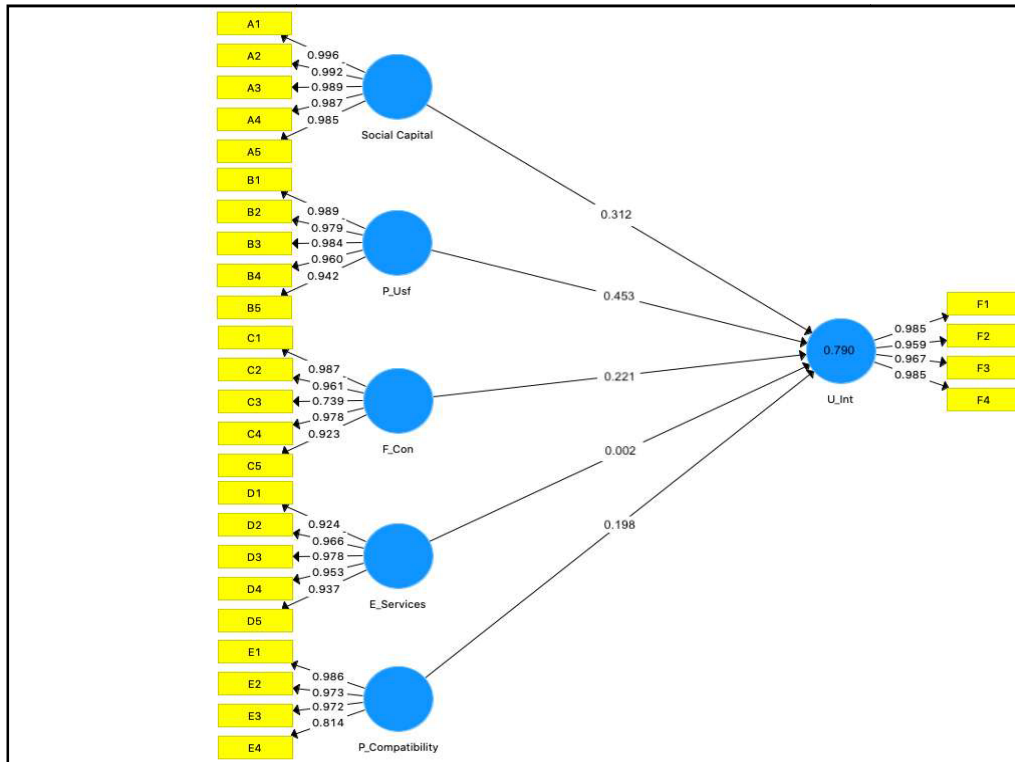 A1
A2
A3
A4
A5
0.996
0.992
0.989
0.987
0.985
Social Capital
B1
B2
B3
B4
B5
0.989
0.979
0.984
0.960
0.942
P_Usf
C1
C2
C3
C4
C5
0.987
0.961
0.739
0.978
0.923
F_Con
D1
D2
D3
D4
D5
0.924
0.966
0.978
0.953
0.937
E_Services
E1
E2
E3
E4
0.986
0.973
0.972
0.814
P_Compatibility
0.312
0.453
0.221
0.002
0.198
0.790
U_Int
0.985
0.959
0.967
0.985
F1
F2
F3
F4